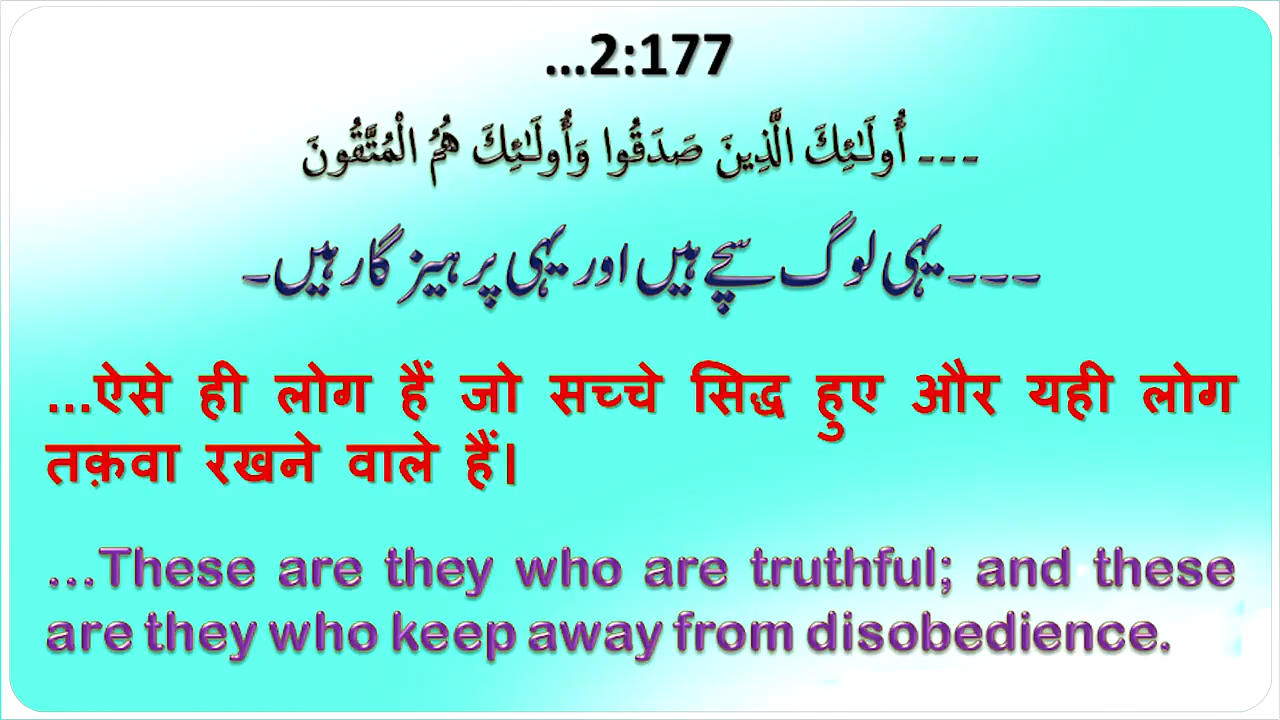 ...2:177
--- أُولَـٰئِكَ الَّذِينَ صَدَقُوا وَأُولَـٰئِكَ هُمُ الْمُتَّقُونَ
۔۔۔ یہی لوگ سچے ہیں اور یہی پرہیزگار ہیں۔
...ऐसे ही लोग हैं जो सच्चे सिद्ध हुए और यही लोग
तक़वा रखने वाले हैं।
...These are they who are truthful; and these
are they who keep away from disobedience.